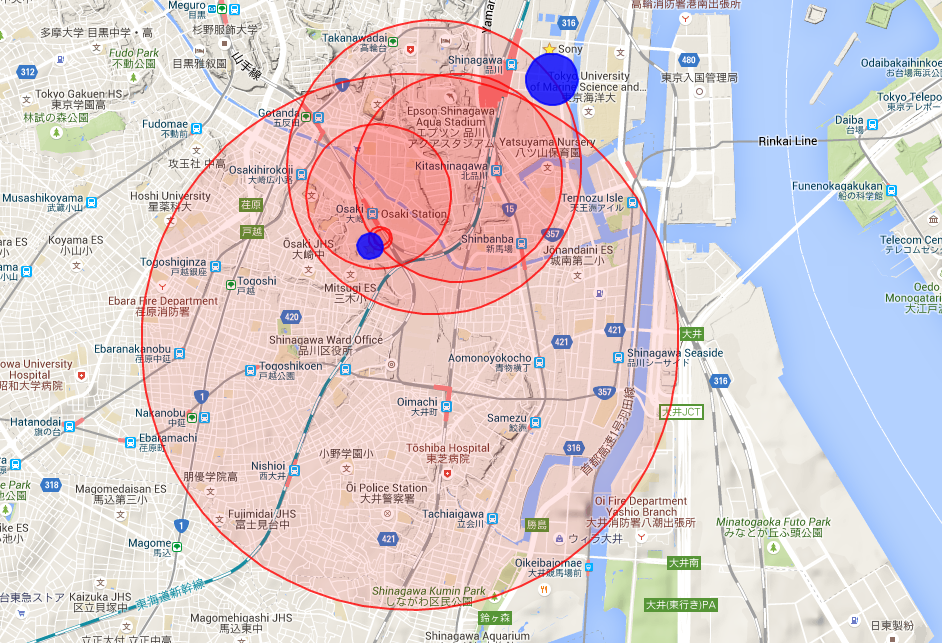 Meguro
目黒
316
高輪消防署港南出張所
多摩大学 目黒中学・高
杉野服飾大学
Takanawadai
高輪台
Yaman
Fudo Park
不動公園
目黒雅叙園
山手線
Shinagawa
品川
Sony
480
312
1
Tokyo University
of Marine Science and...
東京海洋大
東京入国管理局
Odaibakaihinkoe
お台場海浜公
Tokyo Gakuen HS
東京学園高
林試の森公園
Gotanda
五反田
Epson Shinagawa
Aqua Stadium
エプソン 品川
アクアスタジアム
Tokyo Telepo
東京テレポー
Fudomae
不動前
Daiba
台場
Yatsuyama Nursery
八ツ山保育園
Rinkai Line
攻玉社 中高
Osakihirokoji
大崎広小路
Kitashinagawa
北品川
Funenokagakukan
船の科学館
Musashikoyama
武蔵小山
Hoshi University
星薬科大
荏原
Tennozu Isle
天王洲アイル
Osaki
大崎
Osaki Station
15
戸越
ara ES
小
Koyama ES
小山小
Osaki JHS
大崎中
Shinbanba
新馬場
357
Jōnandaini ES
城南第二小
Telecom Cen
テレコムセン
Togoshiginza
戸越銀座
Togoshi
戸越
Mitsugi ES
三木小
Oedo
Monogatari
大江戸
Ebara Fire Department
荏原消防署
420
421
421
大井
Shinagawa Ward Office
品川区役所
Ebaranakanobu
荏原中延
Togoshikoen
戸越公園
Aomonoyokocho
青物横丁
Shinagawa Seaside
品川シーサイド
owa University
Hospital
昭和大学病院
316
1
357
Oimachi
大井町
大井JCT
Nakanobu
中延
Hatanodai
旗の台
Samezu
鮫洲
首都高速1号羽田線
Ebaramachi
荏原町
小野学園小
Tōshiba Hospital
東芝病院
316
Nishioi
西大井
朋優学院高
318
Magomedaisan ES
馬込第三小
Ōi Police Station
大井警察署
Oi Fire Department
Yashio Branch
大井消防署八潮出張所
Fujimidai JHS
富士見台中
Tachiaigawa
立会川
勝島
Minatogaoka Futo Park
みなとが丘ふ頭公園
1
421
ウィラ大井
Magome
馬込
Oikeibajomae
大井競馬場前
大井南
東海道新幹線
Shinagawa Kumin Park
しながわ区民公園
台東急ストア
Kaizuka JHS
区立貝塚中
大井(東行き)PA
鈴ヶ森
Magomehigashi JHS
馬込東中
日東製粉
立正大付 立正中高
Shinagawa Aquarium